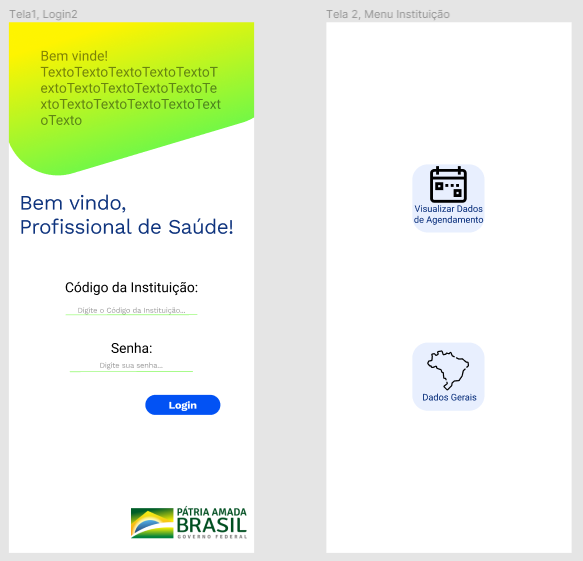 Tela1, Login2
Bem vinde!
TextoTextoTextoTextoTextoT
extoTextoTextoTextoTextoTe
xtoTextoTextoTextoTextoText
oTexto
Bem vindo,
Profissional de Saúde!
Código da Instituição:
Digite o Código da Instituição...
Senha:
Digite sua senha...
Login
PÁTRIA AMADA
BRASIL
GOVERNO FEDERAL
Tela 2, Menu Instituição
Visualizar Dados
de Agendamento
Dados Gerais